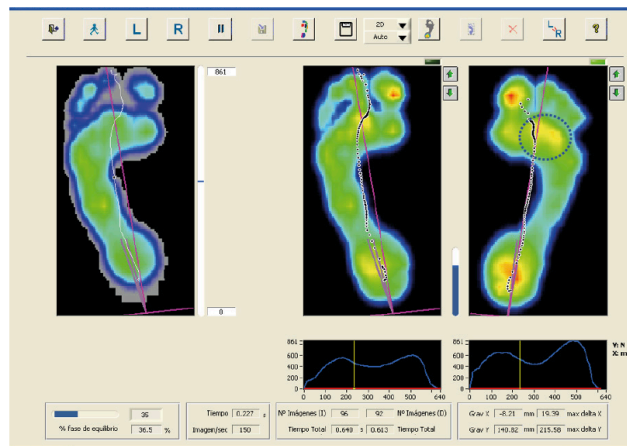 L R 2D
Auto
L R ?
861
0
861 -
600 -
400 -
200 -
0
0 100 200 300 400 500 640
861 -
600 -
400 -
200 -
0
0 100 200 300 400 500 640
Y: N
X: m
35
% Fase de equilibrio 36.5 %
Tiempo 0.227 s
Imagen/sec 150
Nº Imágenes (I) 96 92 Nº Imágenes (D)
Tiempo Total 0.640 s 0.613 Tiempo Total
Grav X -8.21 mm 19.39 max delta X
Grav Y 140.82 mm 215.58 max delta Y